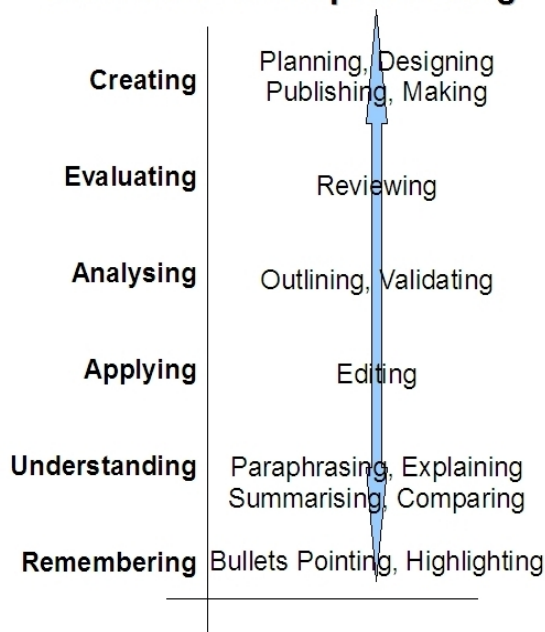 Creating
Planning, Designing
Publishing, Making
Evaluating
Reviewing
Analysing
Outlining, Validating
Applying
Editing
Understanding
Paraphrasing, Explaining
Summarising, Comparing
Remembering
Bullets Pointing, Highlighting